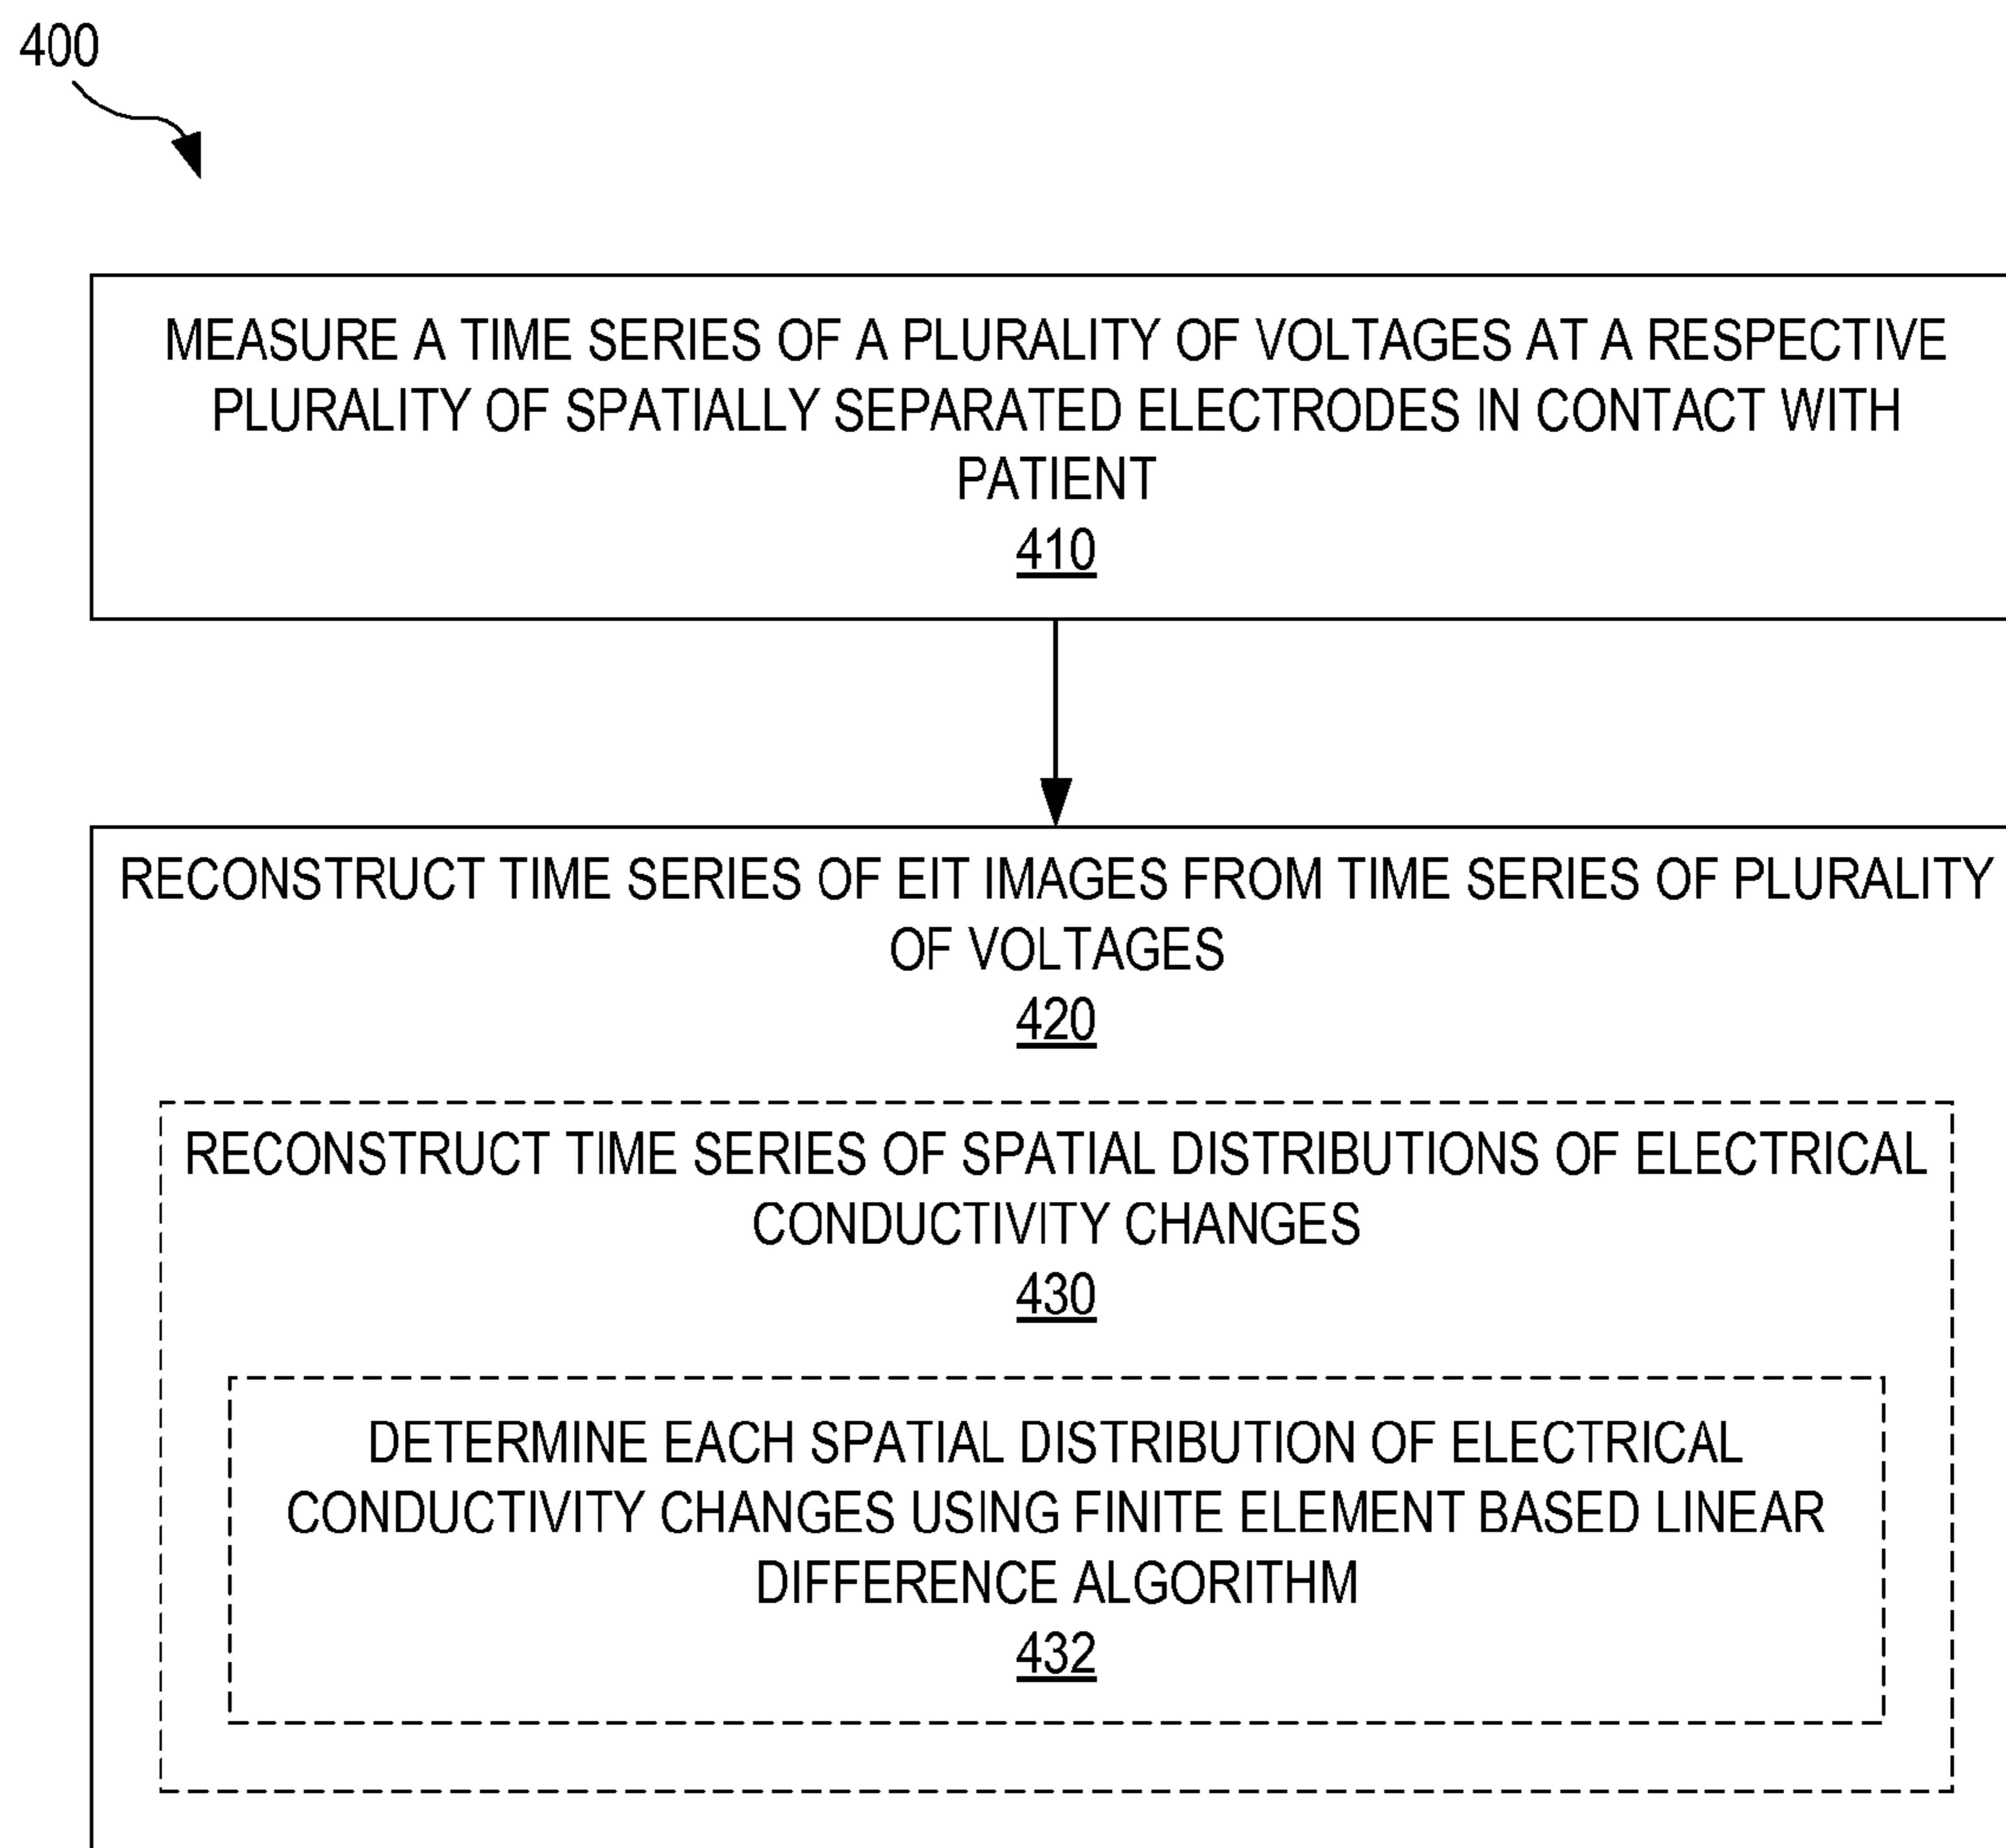 400
MEASURE A TIME SERIES OF A PLURALITY OF VOLTAGES AT A RESPECTIVE
PLURALITY OF SPATIALLY SEPARATED ELECTRODES IN CONTACT WITH
PATIENT
410
RECONSTRUCT TIME SERIES OF EIT IMAGES FROM TIME SERIES OF PLURALITY
OF VOLTAGES
420
RECONSTRUCT TIME SERIES OF SPATIAL DISTRIBUTIONS OF ELECTRICAL
CONDUCTIVITY CHANGES
430
DETERMINE EACH SPATIAL DISTRIBUTION OF ELECTRICAL
CONDUCTIVITY CHANGES USING FINITE ELEMENT BASED LINEAR
DIFFERENCE ALGORITHM
432